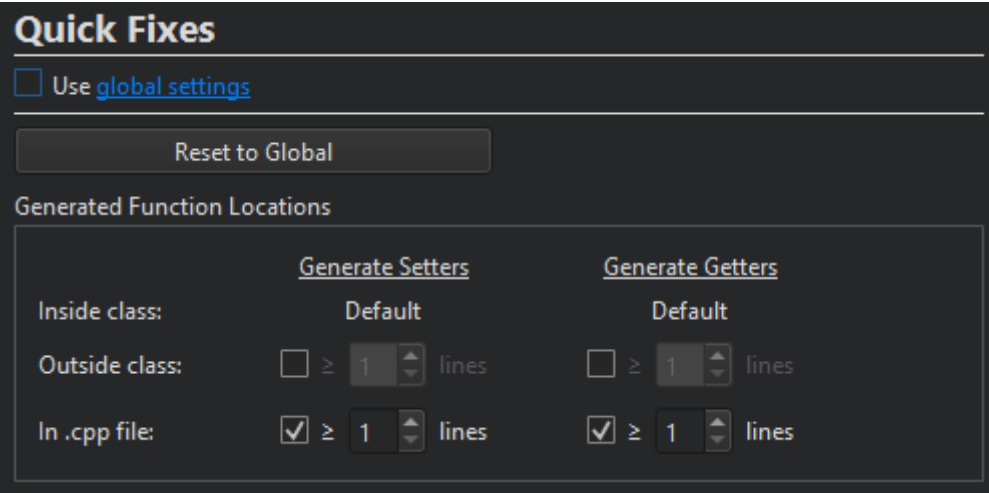 Quick Fixes
Use global settings
Reset to Global
Generated Function Locations
Generate Setters Generate Getters
Inside class: Default Default
Outside class: ≥ 1 lines ≥ 1 lines
In .cpp file: ≥ 1 lines ≥ 1 lines